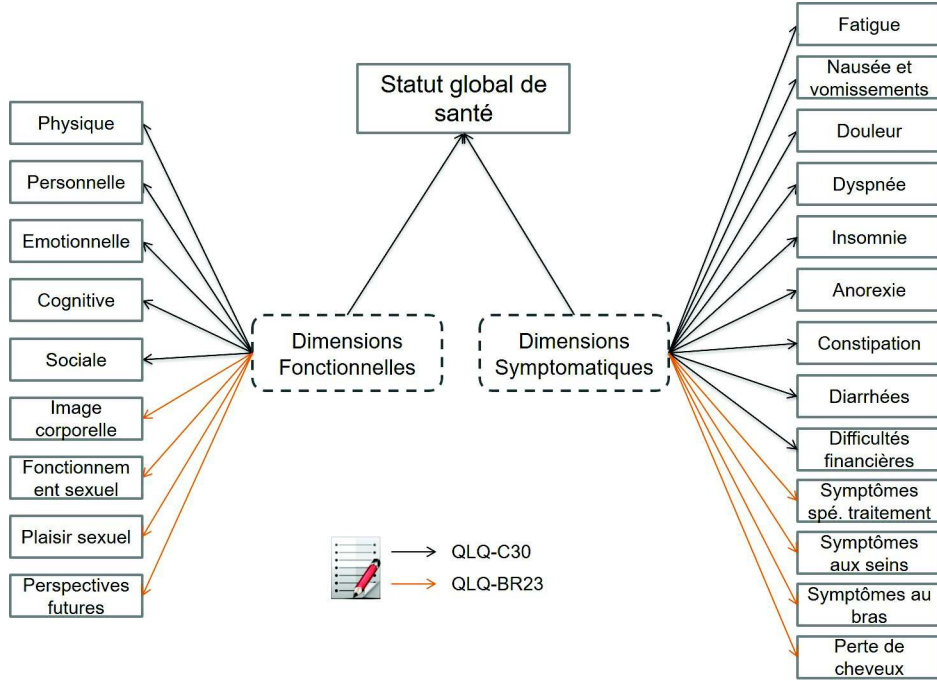 Statut global de
santé
Physique
Personnelle
Emotionnelle
Cognitive
Sociale
Image
corporelle
Fonctionnem
ent sexuel
Plaisir sexuel
Perspectives
futures
Dimensions
Fonctionnelles
Dimensions
Symptomatiques
Fatigue
Nausée et
vomissements
Douleur
Dyspnée
Insomnie
Anorexie
Constipation
Diarrhées
Difficultés
financières
Symptômes
spé. traitement
Symptômes
aux seins
Symptômes au
bras
Perte de
cheveux
QLQ-C30
QLQ-BR23